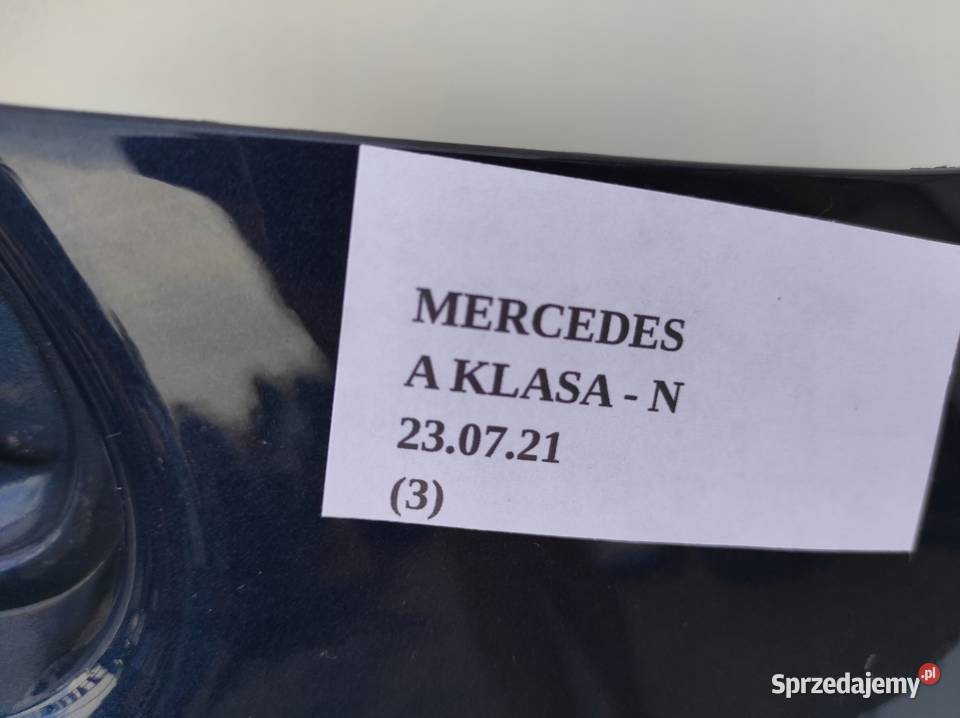 MERCEDES
A KLASA - N
23.07.21
(3)
Sprzedajemy.pl